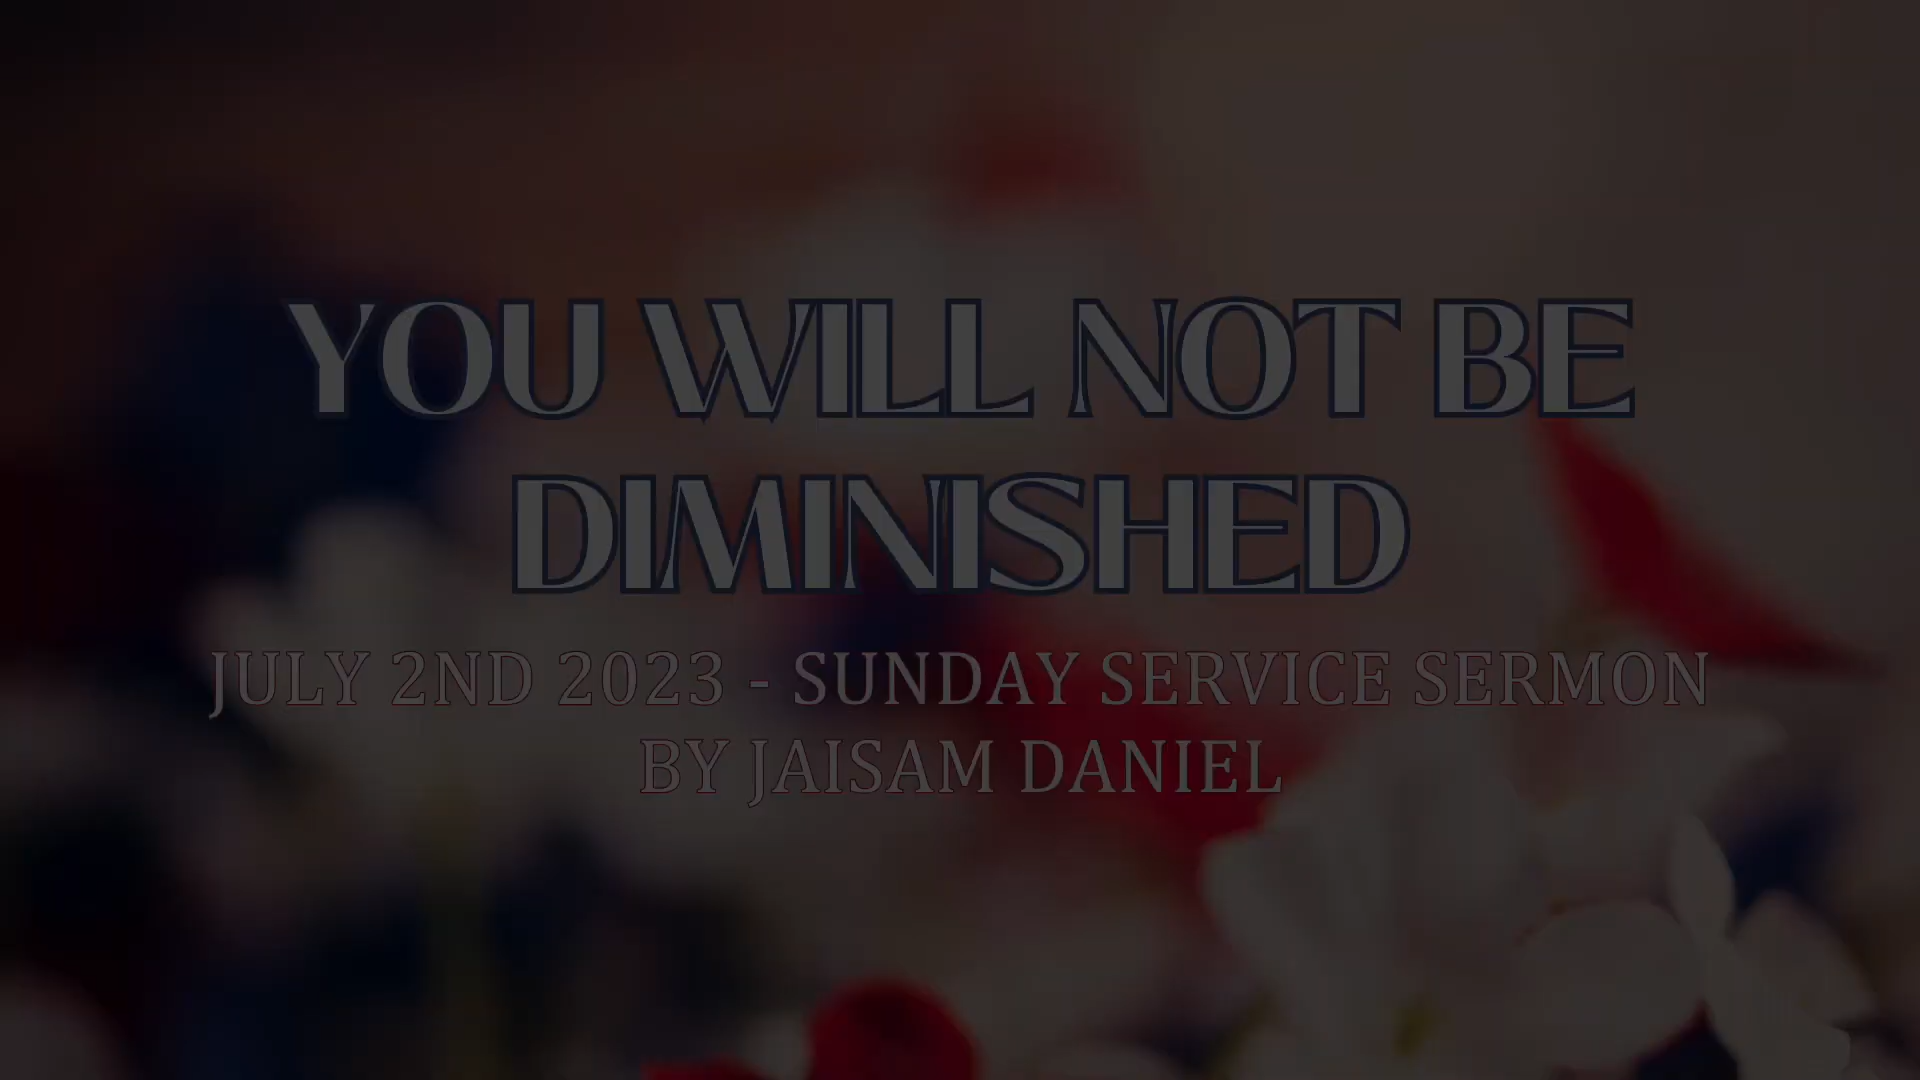 YOU WILL NOT BE
DIMINISHED
JULY 2ND 2023 - SUNDAY SERVICE SERMON
BY JAISAM DANIEL